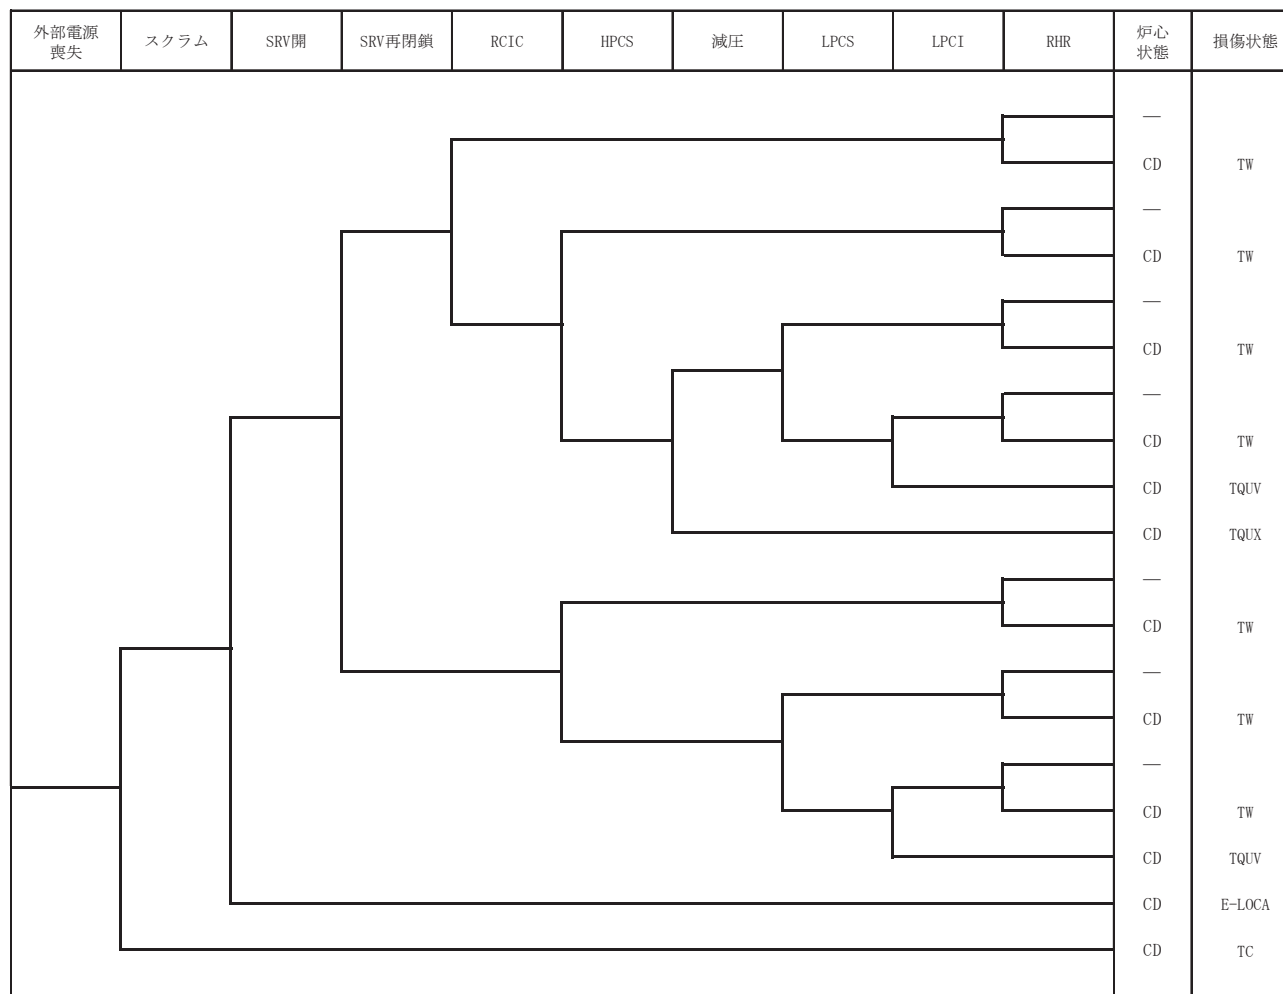 外部電源
喪失
スクラム
SRV開
SRV再閉鎖
RCIC
HPCS
減圧
LPCS
LPCI
RHR
炉心
状態
損傷状態
—
CD TW
—
CD TW
—
CD TW
—
CD TW
CD TQUV
CD TQUX
—
CD TW
—
CD TW
—
CD TW
CD TQUV
CD E-LOCA
CD TC